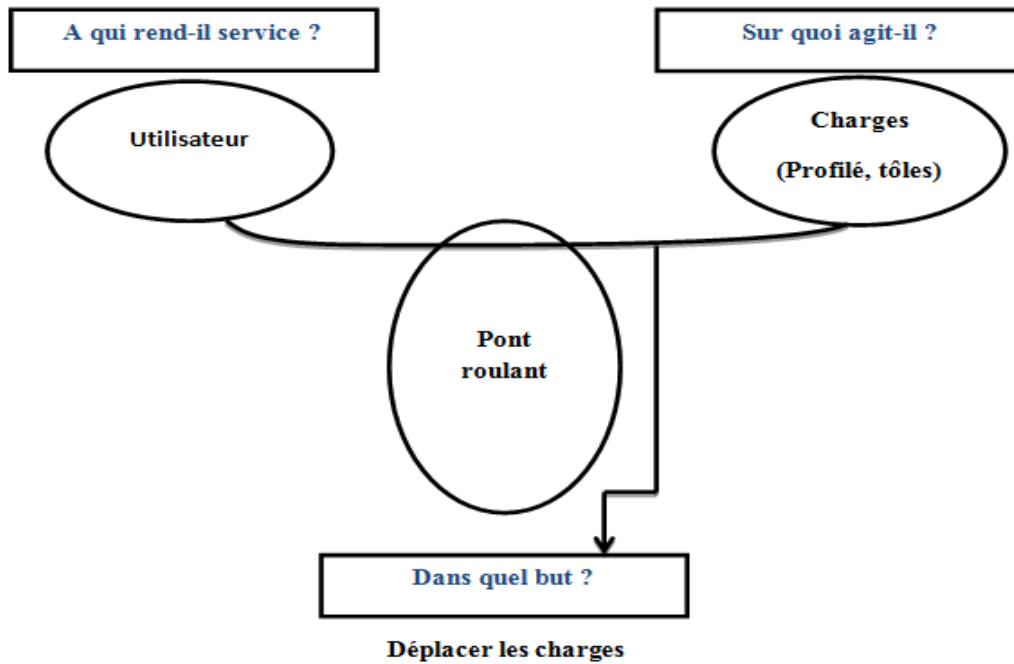 A qui rend-il service ?
Sur quoi agit-il ?
Utilisateur
Charges
(Profilé, tôles)
Pont
roulant
Dans quel but ?
Déplacer les charges